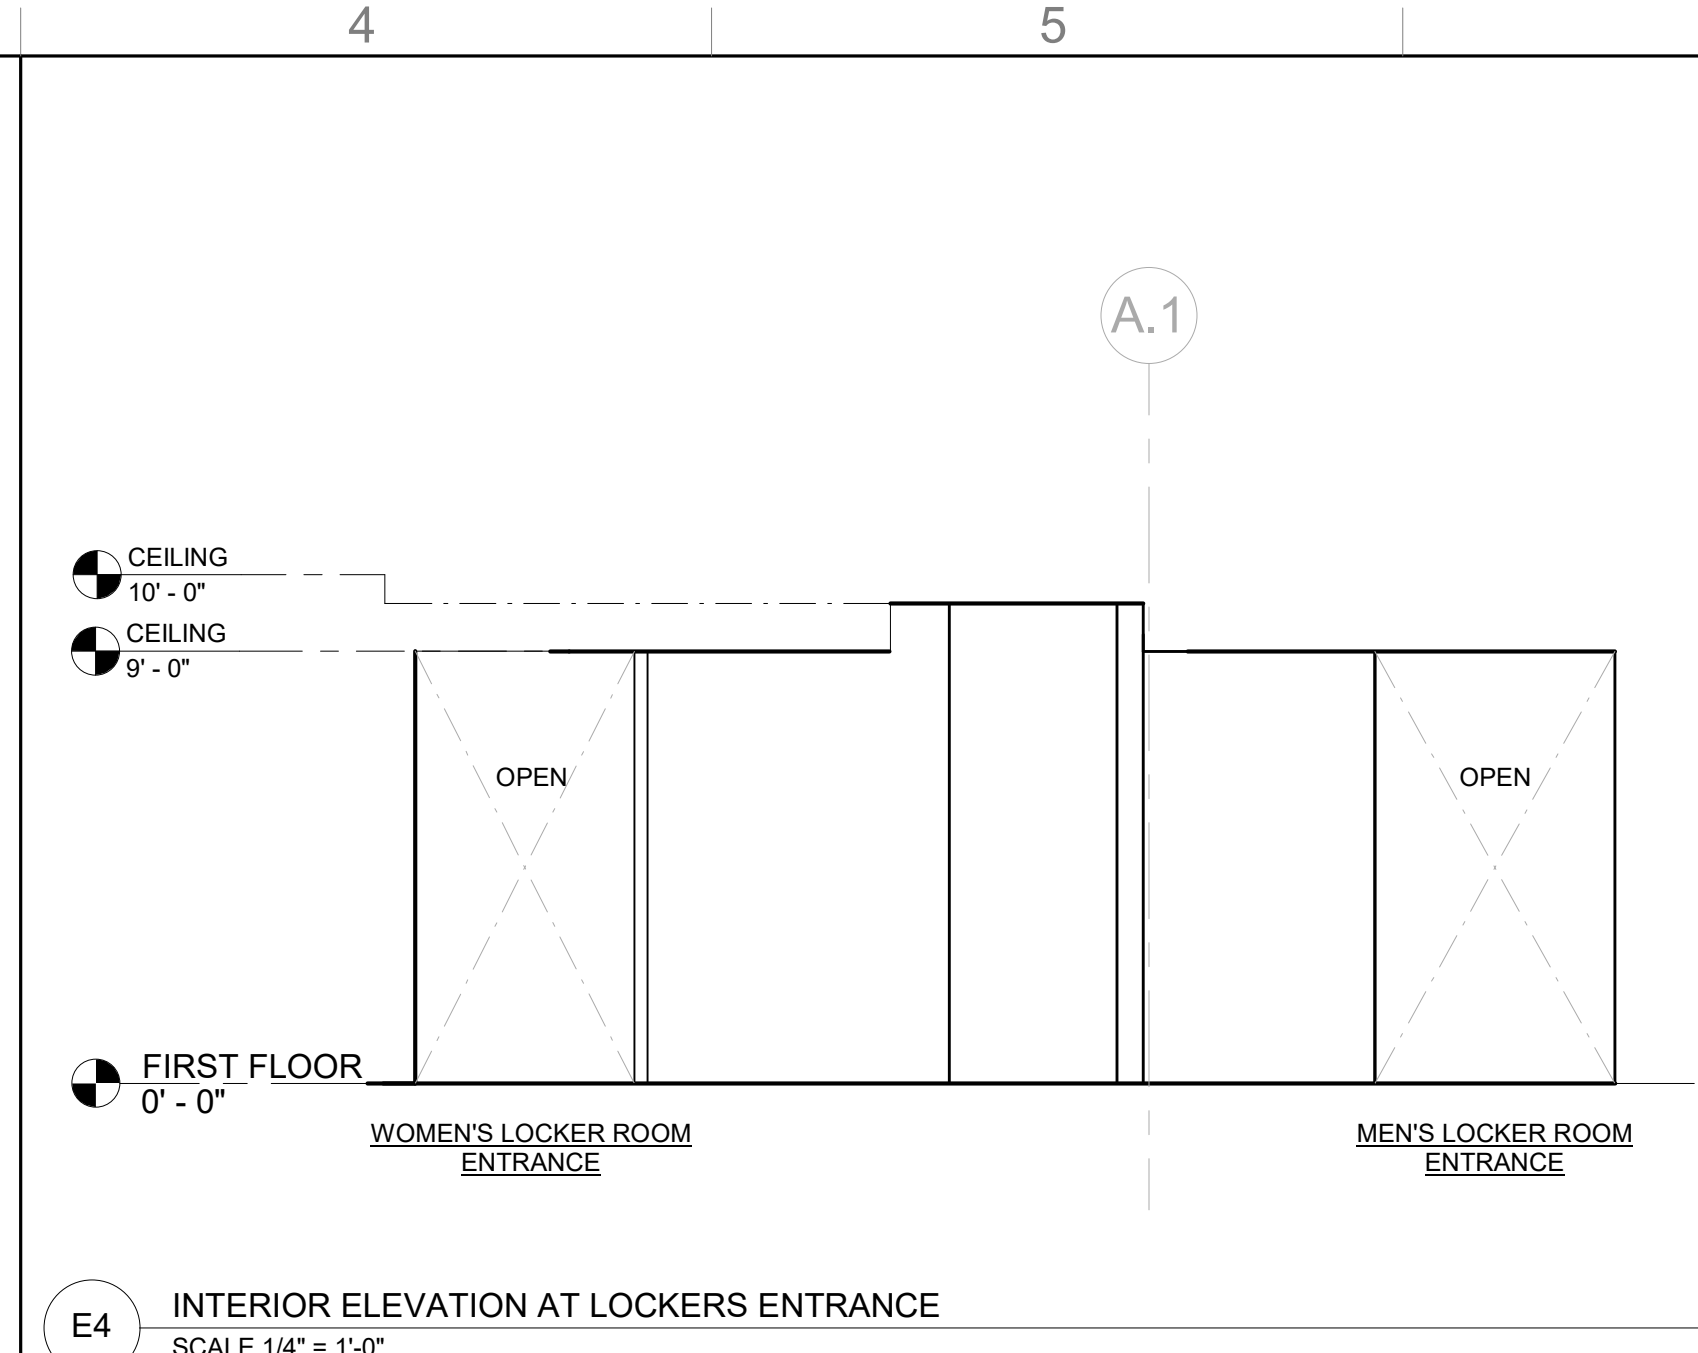 4
5
A.1
CEILING
10' - 0"
CEILING
9' - 0"
OPEN
OPEN
FIRST FLOOR
0' - 0"
WOMEN'S LOCKER ROOM
ENTRANCE
MEN'S LOCKER ROOM
ENTRANCE
E4
INTERIOR ELEVATION AT LOCKERS ENTRANCE
SCALE 1/4" = 1'-0"